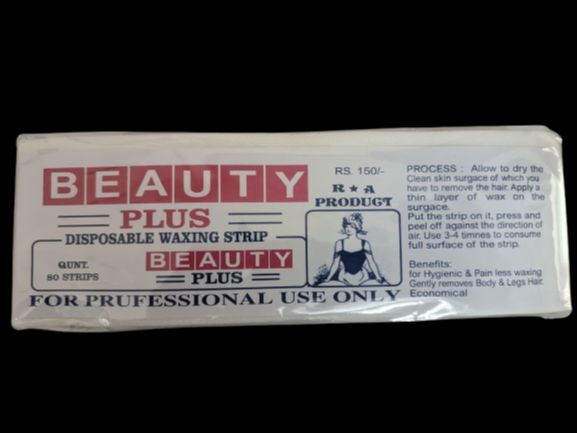 BEAUTY
PLUS
DISPOSABLE WAXING STRIP
QUNT.
80 STRIPS
BEAUTY
PLUS
FOR PRUFESSIONAL USE ONLY
RS. 150/-
R★A
PRODUGT
PROCESS : Allow to dry the
Clean skin surgace of which you
have to remove the hair. Apply a
thin layer of wax on the
surgace.
Put the strip on it, press and
peel off against the direction of
air. Use 3-4 timnes to consume
full surface of the strip.
Benefits:
for Hygienic & Pain less waxing
Gently removes Body & Legs Hair.
Economical